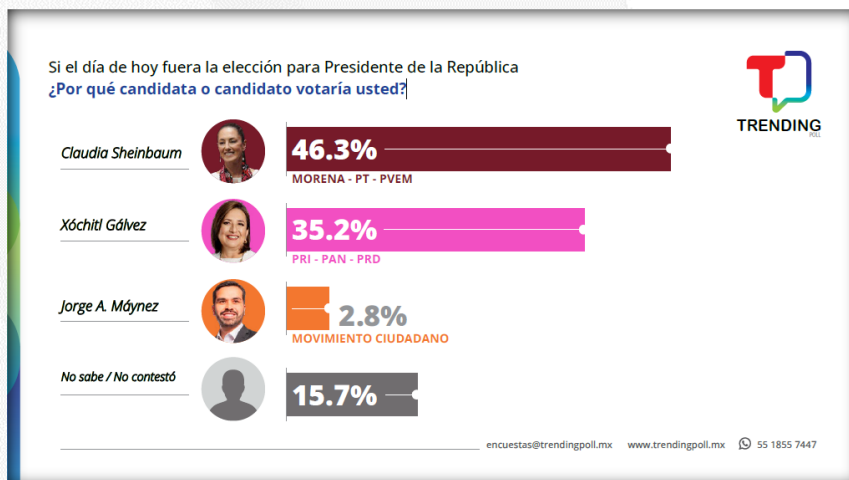 Si el día de hoy fuera la elección para Presidente de la República
¿Por qué candidata o candidato votaría usted?
TRENDING
POLL
Claudia Sheinbaum
46.3%
MORENA - PT - PVEM
Xóchitl Gálvez
35.2%
PRI - PAN - PRD
Jorge A. Máynez
2.8%
MOVIMIENTO CIUDADANO
No sabe / No contestó
15.7%
encuestas@trendingpoll.mx www.trendingpoll.mx 55 1855 7447